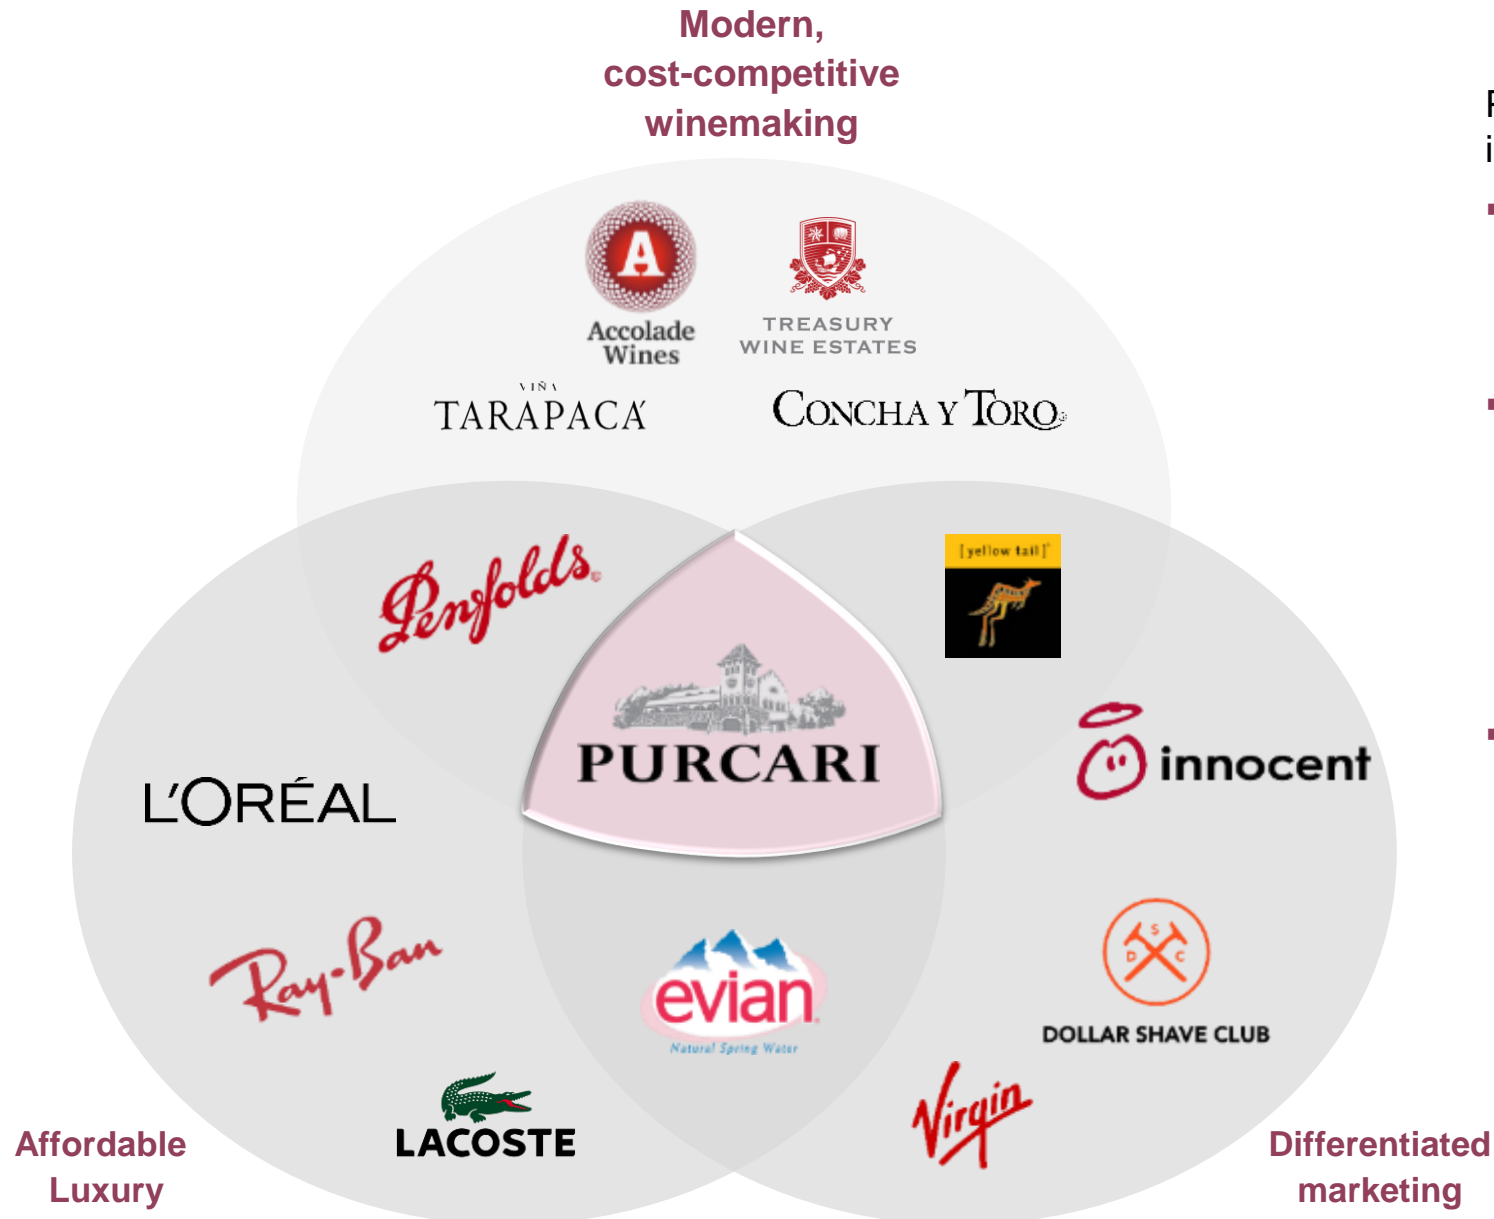 Modern,
cost-competitive
winemaking
A
Accolade
Wines
TREASURY
WINE ESTATES
VIÑA
TARAPACÁ
CONCHA Y TORO
Penfolds
[ yellow tail ]
PURCARI
innocent
L'ORÉAL
Ray-Ban
evian
Natural Spring Water
S
D C
DOLLAR SHAVE CLUB
Virgin
LACOSTE
Affordable
Luxury
Differentiated
marketing